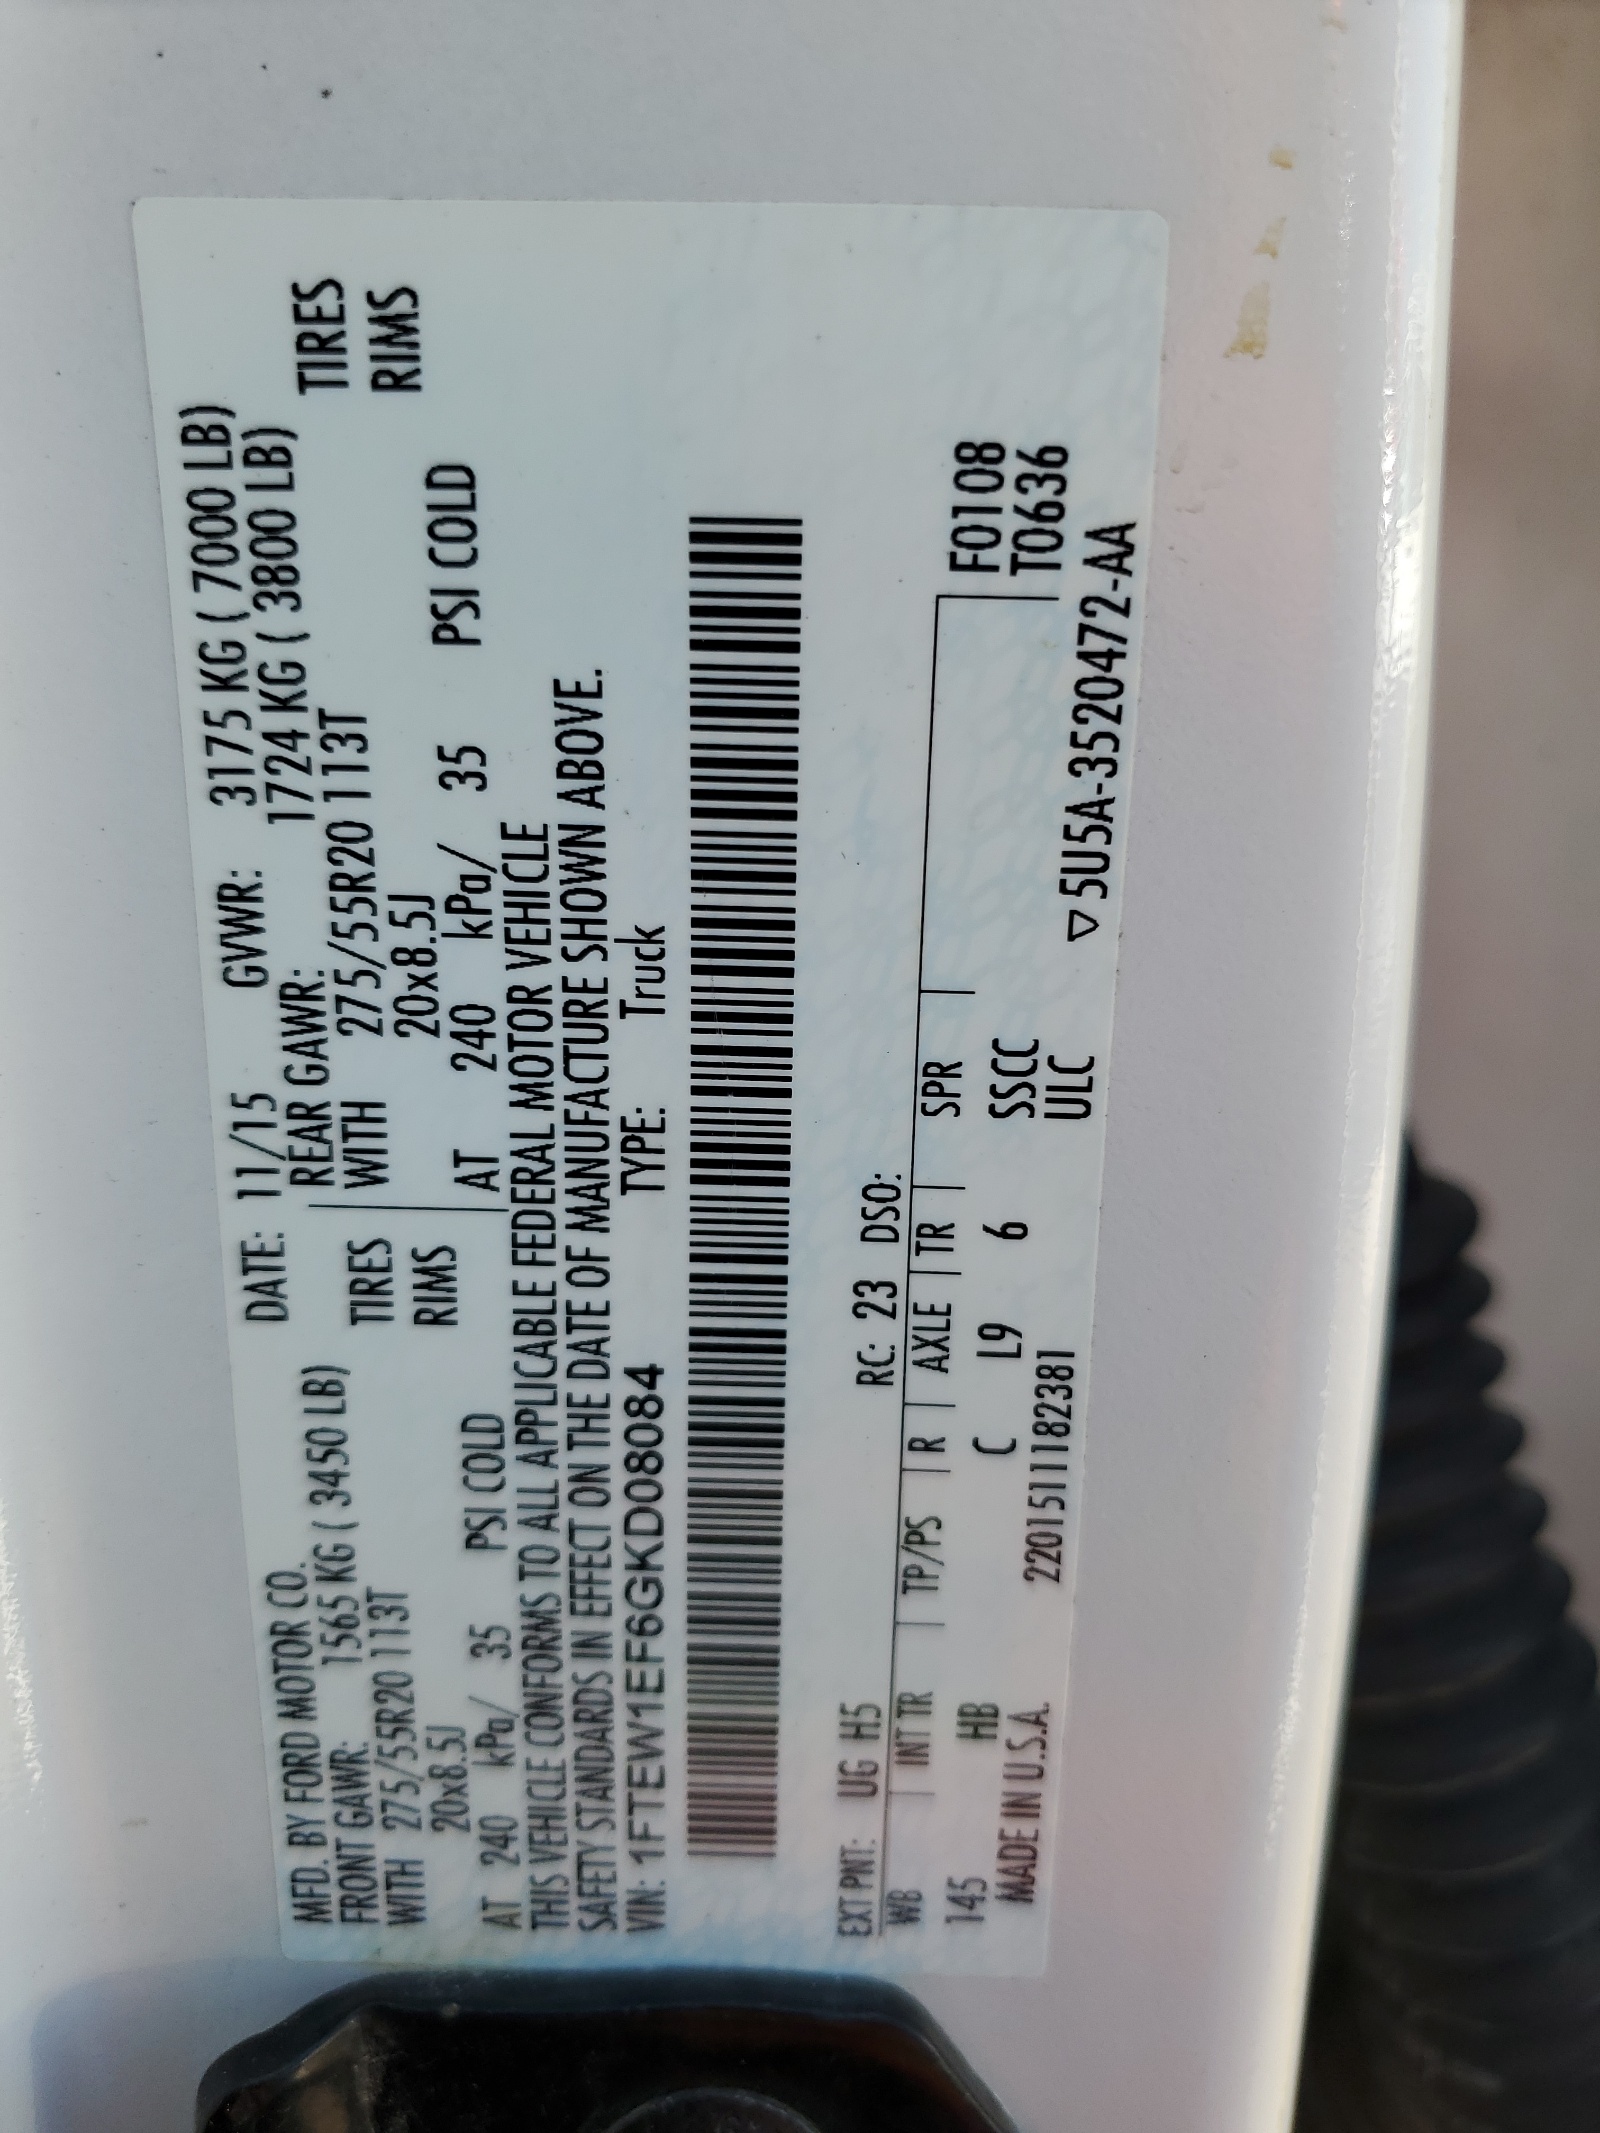 MFD. BY FORD MOTOR CO. DATE: 11/15 GVWR: 3175 KG ( 7000 LB)
FRONT GAWR: 1565 KG ( 3450 LB) REAR GAWR: 1724 KG ( 3800 LB)
WITH 275/55R20 113T TIRES WITH 275/55R20 113T TIRES
20x8.5J RIMS 20x8.5J RIMS
AT 240 kPa/ 35 PSI COLD AT 240 kPa/ 35 PSI COLD
THIS VEHICLE CONFORMS TO ALL APPLICABLE FEDERAL MOTOR VEHICLE
SAFETY STANDARDS IN EFFECT ON THE DATE OF MANUFACTURE SHOWN ABOVE.
VIN: 1FTEW1EF6GKD08084 TYPE: Truck
EXT PNT: UG H5 RC: 23 DSO:
WB INT TR TP/PS R AXLE TR SPR F0108
145 HB C L9 6 SSCC T0636
MADE IN U.S.A. 2201511182381 ULC
▽5U5A-3520472-AA